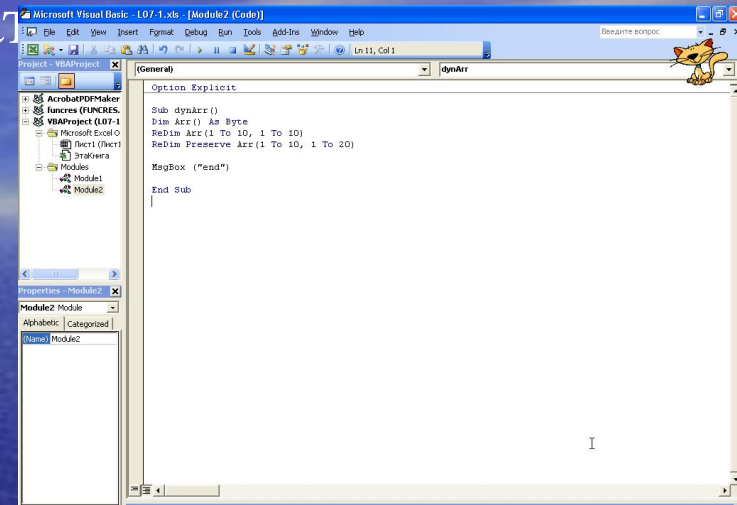 Microsoft Visual Basic - L07-1.xls - [Module2 (Code)]
File Edit View Insert Format Debug Run Tools Add-Ins Window Help
Введите вопрос
Ln 11, Col 1
Project - VBAProject
(General)
dynArr
AcrobatPDFMaker
funcres (FUNCRES.
VBAProject (L07-1
Microsoft Excel O
Лист1 (Лист1
ЭтаКнига
Modules
Module1
Module2
Option Explicit
Sub dynArr()
Dim Arr() As Byte
ReDim Arr(1 To 10, 1 To 10)
ReDim Preserve Arr(1 To 10, 1 To 20)
MsgBox ("end")
End Sub
Properties - Module2
Module2 Module
Alphabetic Categorized
(Name) Module2